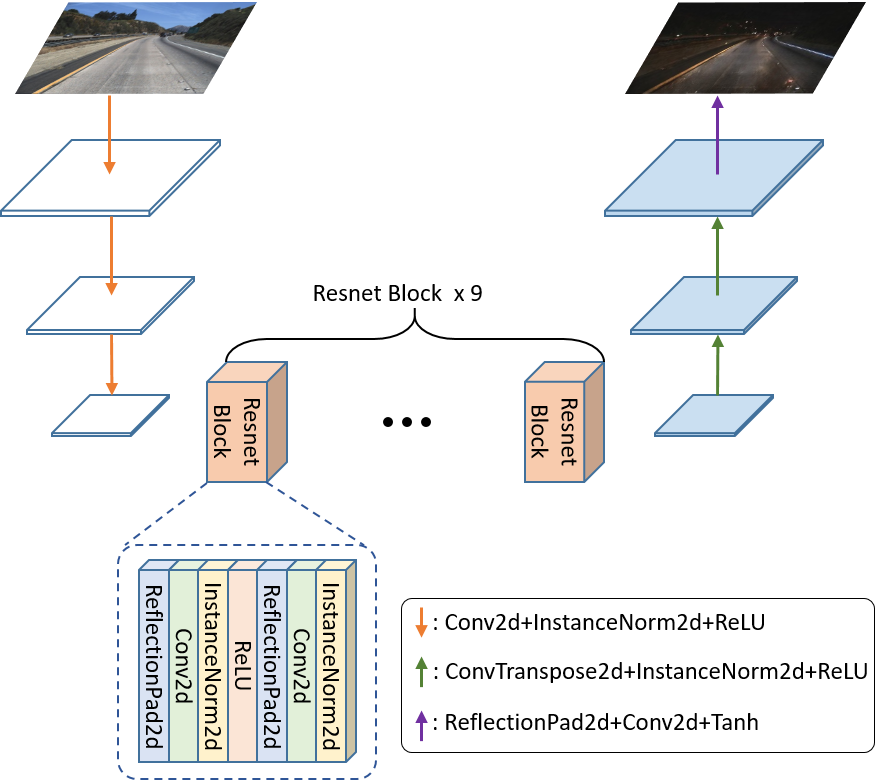 Resnet Block x 9
Resnet
Block
Resnet
Block
ReflectionPad2d
Conv2d
InstanceNorm2d
ReLU
ReflectionPad2d
Conv2d
InstanceNorm2d
: Conv2d+InstanceNorm2d+ReLU
: ConvTranspose2d+InstanceNorm2d+ReLU
: ReflectionPad2d+Conv2d+Tanh